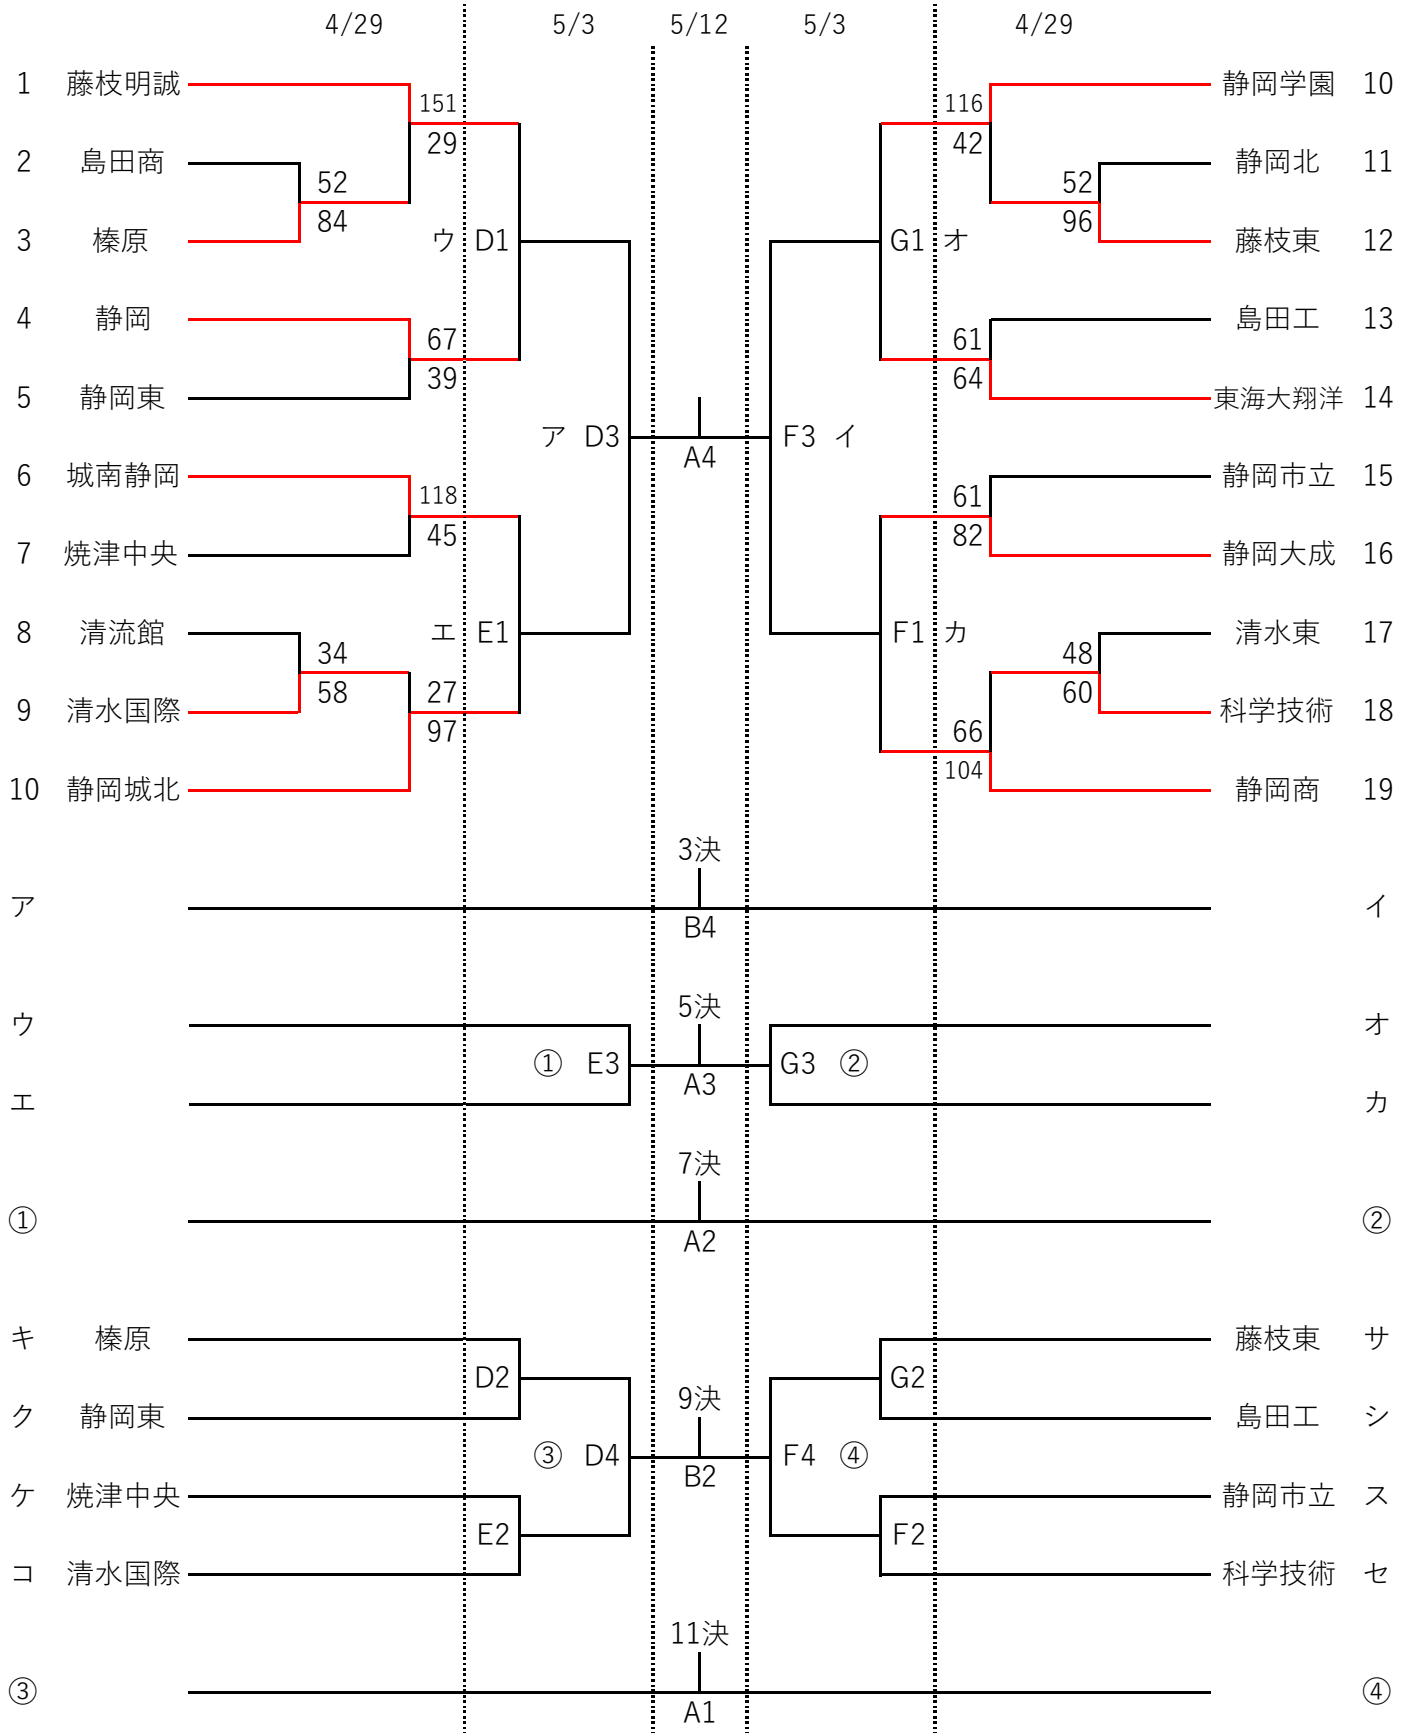 4/29 5/3 5/12 5/3 4/29
1 藤枝明誠 151 116 静岡学園 10
29 42
2 島田商 静岡北 11
52 52
84 96
3 榛原 ウ D1 G1 オ 藤枝東 12
4 静岡 島田工 13
67 61
39 64
5 静岡東 東海大翔洋 14
ア D3 F3 イ
A4
6 城南静岡 静岡市立 15
118 61
45 82
7 焼津中央 静岡大成 16
8 清流館 エ E1 F1 カ 清水東 17
34 48
58 27 60
9 清水国際 科学技術 18
97 66
104
10 静岡城北 静岡商 19
3決
ア イ
B4
5決
ウ オ
① E3 G3 ②
A3
エ カ
7決
① ②
A2
キ 榛原 藤枝東 サ
D2 G2
9決
ク 静岡東 島田工 シ
③ D4 F4 ④
B2
ケ 焼津中央 静岡市立 ス
E2 F2
コ 清水国際 科学技術 セ
11決
③ ④
A1